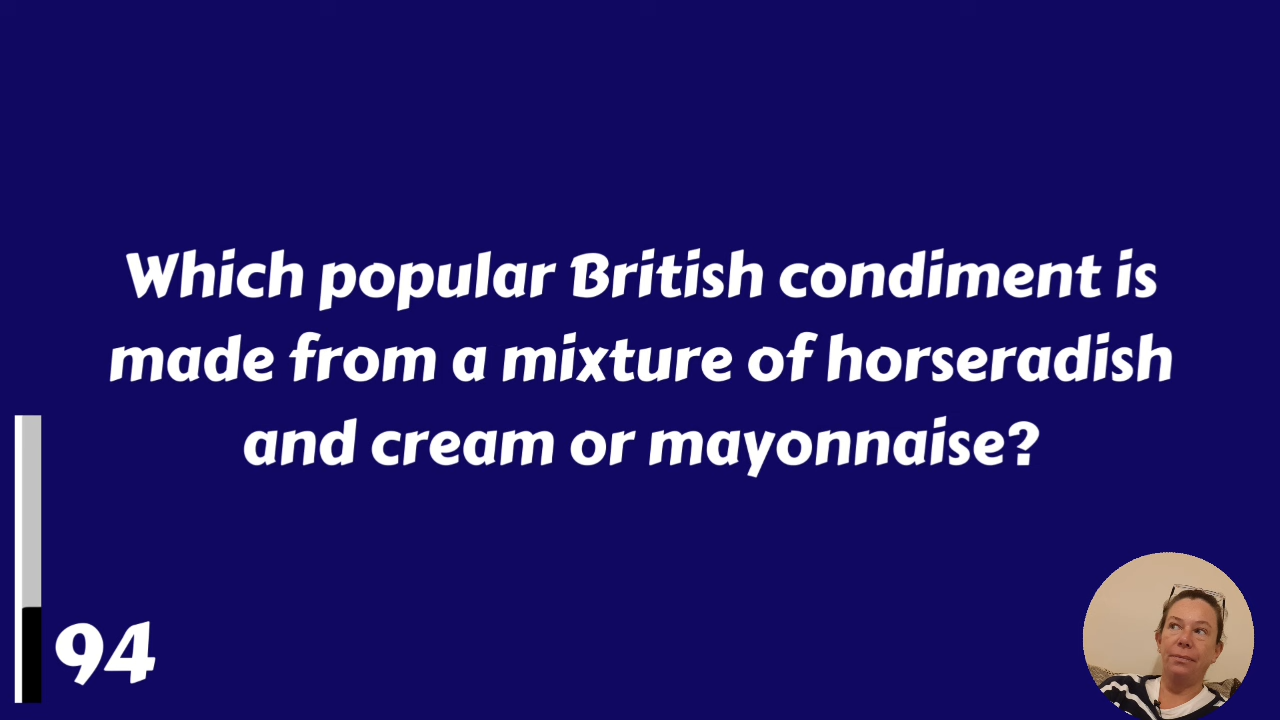 Which popular British condiment is
made from a mixture of horseradish
and cream or mayonnaise?
94